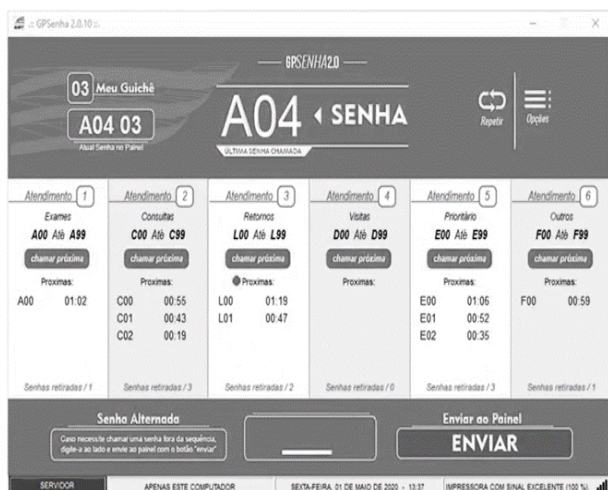 .:: GPSenha 2.0.10 ::.
GPSENHA2.0
03 Meu Guichê
A04 03
Atual Senha no Painel
A04 SENHA
ÚLTIMA SENHA CHAMADA
Repetir
Opções
Atendimento 1
Exames
A00 Até A99
chamar próxima
Proximas:
A00 01:02
Senhas retiradas / 1
Atendimento 2
Consultas
C00 Até C99
chamar próxima
Proximas:
C00 00:55
C01 00:43
C02 00:19
Senhas retiradas / 3
Atendimento 3
Retornos
L00 Até L99
chamar próxima
Proximas:
L00 01:19
L01 00:47
Senhas retiradas / 2
Atendimento 4
Visitas
D00 Até D99
chamar próxima
Proximas:
Senhas retiradas / 0
Atendimento 5
Prioritário
E00 Até E99
chamar próxima
Proximas:
E00 01:06
E01 00:52
E02 00:35
Senhas retiradas / 3
Atendimento 6
Outros
F00 Até F99
chamar próxima
Proximas:
F00 00:59
Senhas retiradas / 1
Senha Alternada
Caso necessite chamar uma senha fora da sequência,
digite-a ao lado e envie ao painel com o botão "enviar"
Enviar ao Painel
ENVIAR
SERVIDOR
APENAS ESTE COMPUTADOR
SEXTA-FEIRA, 01 DE MAIO DE 2020 - 13:37
IMPRESSORA COM SINAL EXCELENTE (100 %).